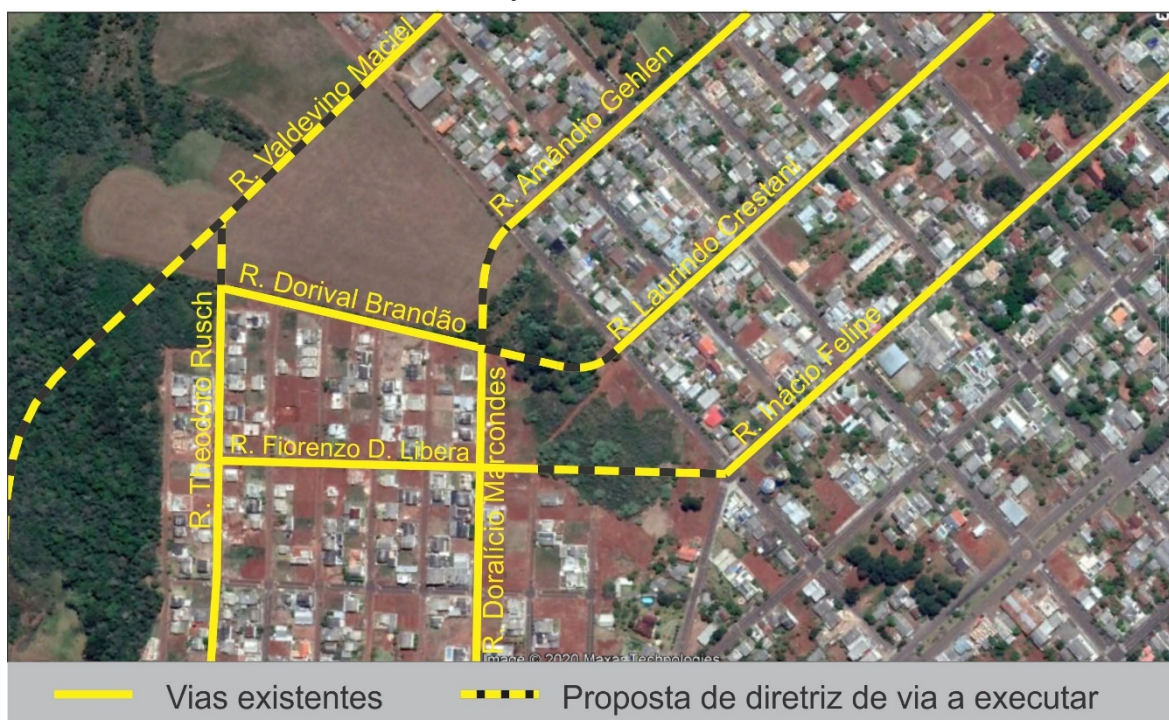 R. Valdevino Maciel
R. Amândio Gehlen
R. Laurindo Crestani
R. Inácio Felipe
R. Dorival Brandão
R. Theodoro Rusch
R. Fiorenzo D. Libera
R. Doralício Marcondes
Image © 2020 Maxar Technologies
Vias existentes
Proposta de diretriz de via a executar